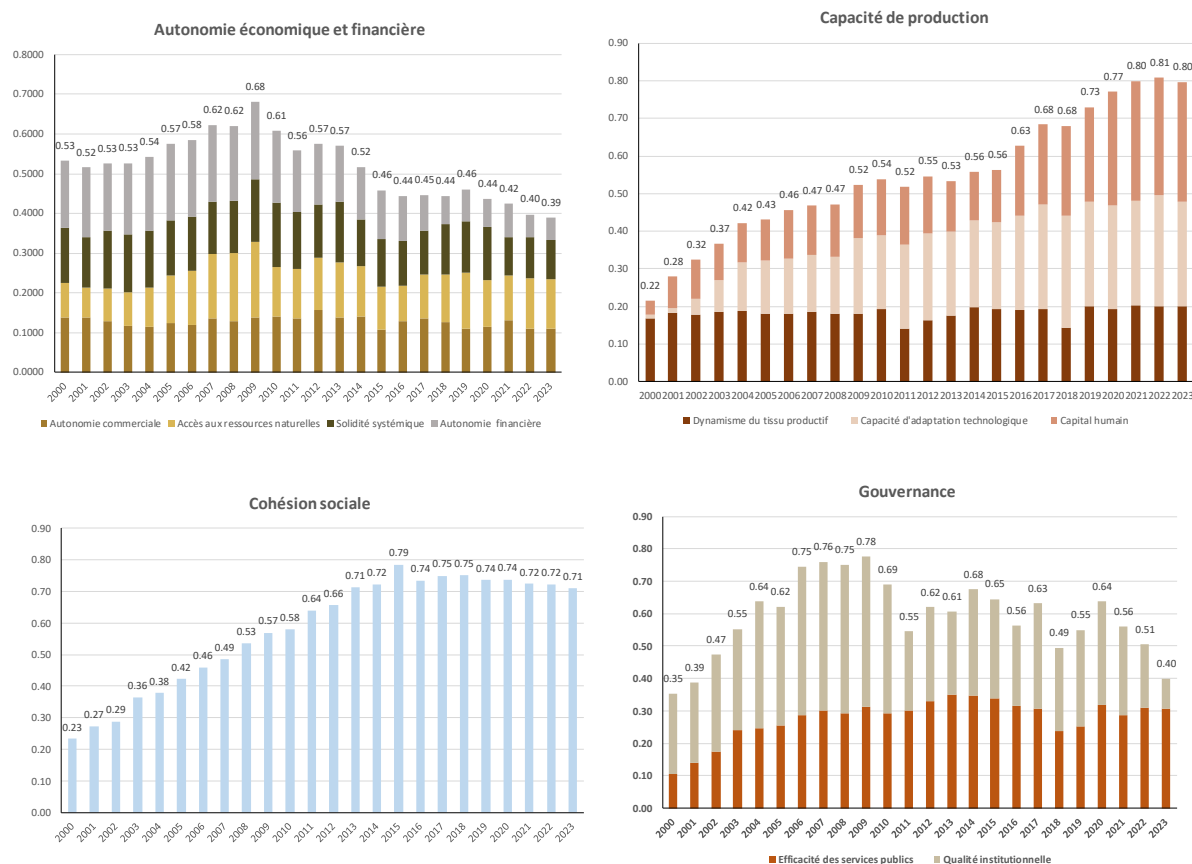 Autonomie économique et financière
0.8000
0.7000
0.6000
0.5000
0.4000
0.3000
0.2000
0.1000
0.0000
0.53 0.52 0.53 0.53 0.54 0.57 0.58 0.62 0.62 0.68 0.61 0.56 0.57 0.57 0.52 0.46 0.44 0.45 0.44 0.46 0.44 0.42 0.40 0.39
2000 2001 2002 2003 2004 2005 2006 2007 2008 2009 2010 2011 2012 2013 2014 2015 2016 2017 2018 2019 2020 2021 2022 2023
Autonomie commerciale Accès aux ressources naturelles Solidité systémique Autonomie financière
Capacité de production
0.90
0.80
0.70
0.60
0.50
0.40
0.30
0.20
0.10
0.00
0.22 0.28 0.32 0.37 0.42 0.43 0.46 0.47 0.47 0.52 0.54 0.52 0.55 0.53 0.56 0.56 0.63 0.68 0.68 0.73 0.77 0.80 0.81 0.80
2000 2001 2002 2003 2004 2005 2006 2007 2008 2009 2010 2011 2012 2013 2014 2015 2016 2017 2018 2019 2020 2021 2022 2023
Dynamisme du tissu productif Capacité d'adaptation technologique Capital humain
Cohésion sociale
0.90
0.80
0.70
0.60
0.50
0.40
0.30
0.20
0.10
0.00
0.23 0.27 0.29 0.36 0.38 0.42 0.46 0.49 0.53 0.57 0.58 0.64 0.66 0.71 0.72 0.79 0.74 0.75 0.75 0.74 0.74 0.72 0.72 0.71
2000 2001 2002 2003 2004 2005 2006 2007 2008 2009 2010 2011 2012 2013 2014 2015 2016 2017 2018 2019 2020 2021 2022 2023
Gouvernance
0.90
0.80
0.70
0.60
0.50
0.40
0.30
0.20
0.10
0.00
0.35 0.39 0.47 0.55 0.64 0.62 0.75 0.76 0.75 0.78 0.69 0.55 0.62 0.61 0.68 0.65 0.56 0.63 0.49 0.55 0.64 0.56 0.51 0.40
2000 2001 2002 2003 2004 2005 2006 2007 2008 2009 2010 2011 2012 2013 2014 2015 2016 2017 2018 2019 2020 2021 2022 2023
Efficacité des services publics Qualité institutionnelle